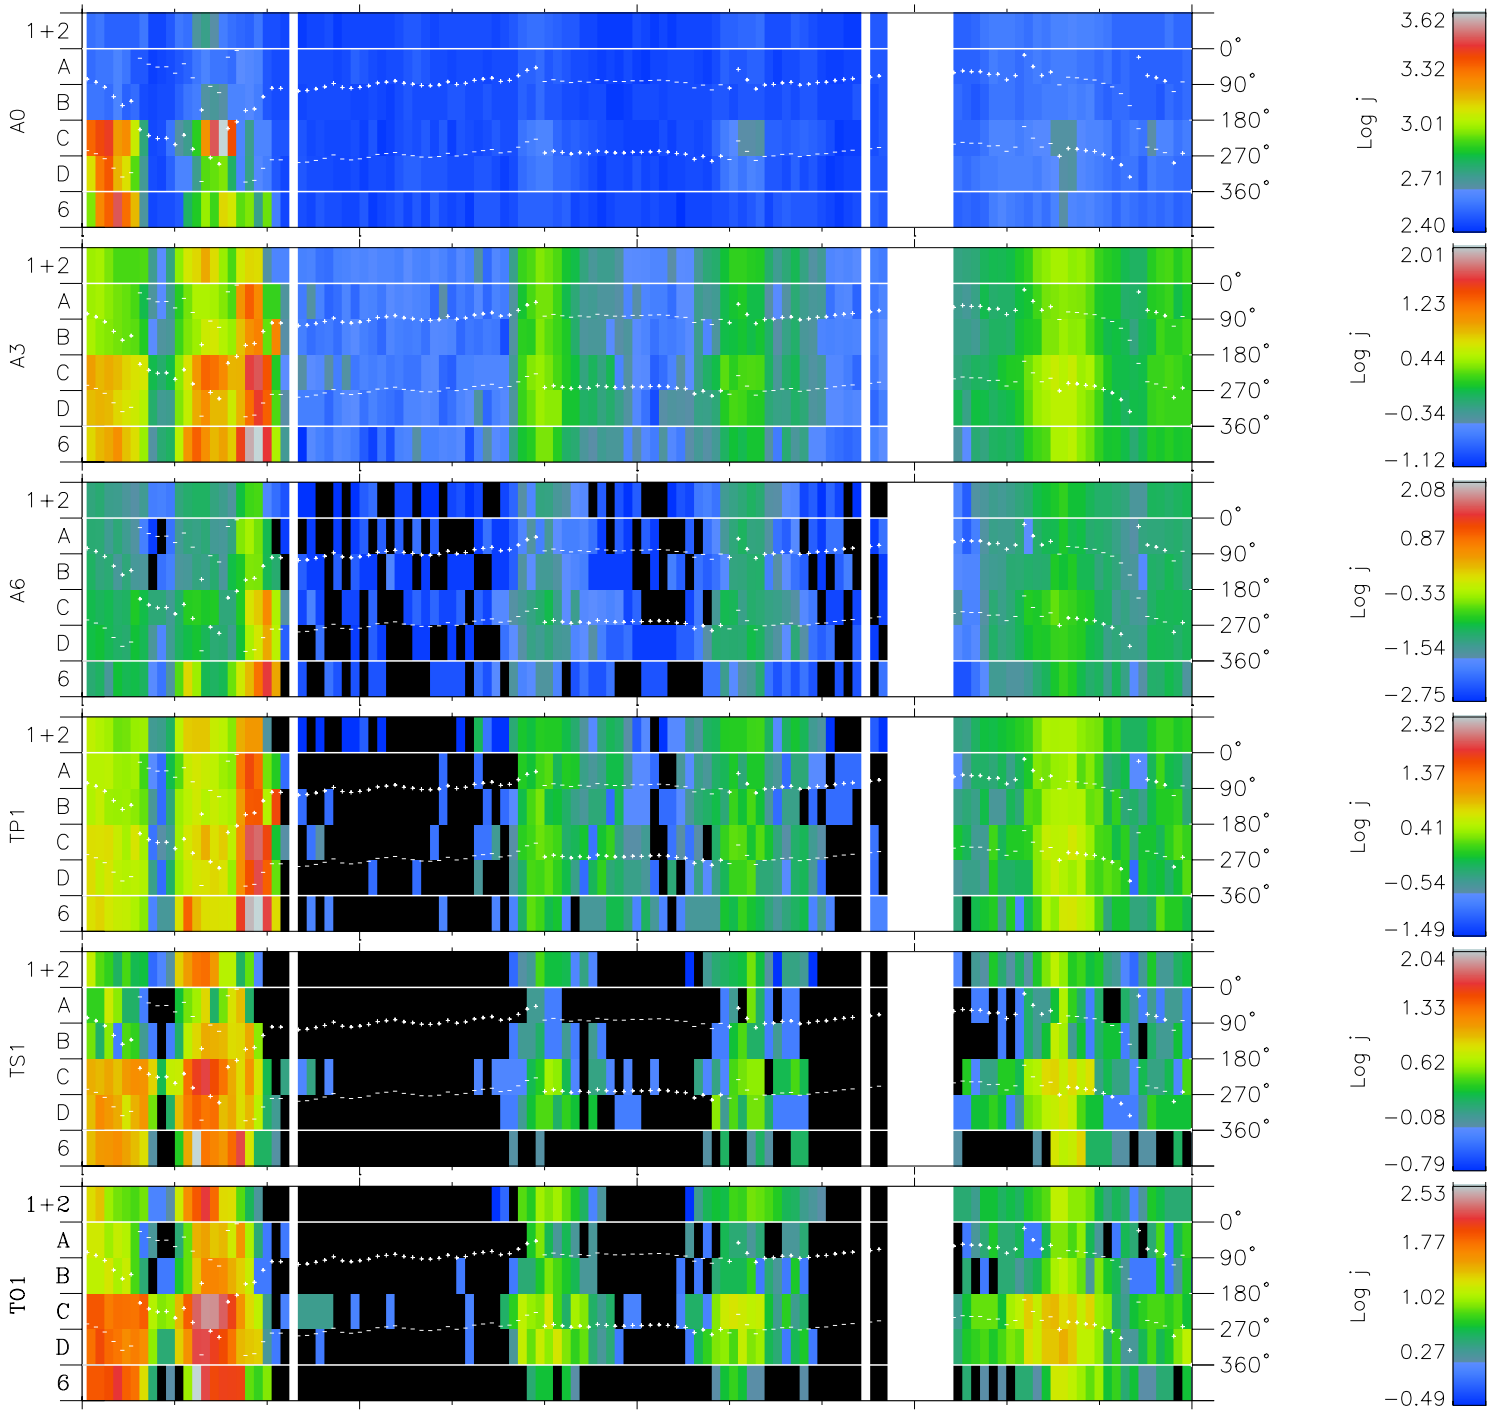 1+2
A
B
C
D
6
A0
0°
90°
180°
270°
360°
Log j
3.62
3.32
3.01
2.71
2.40
1+2
A
B
C
D
6
A3
0°
90°
180°
270°
360°
Log j
2.01
1.23
0.44
−0.34
−1.12
1+2
A
B
C
D
6
A6
0°
90°
180°
270°
360°
Log j
2.08
0.87
−0.33
−1.54
−2.75
1+2
A
B
C
D
6
TP1
0°
90°
180°
270°
360°
Log j
2.32
1.37
0.41
−0.54
−1.49
1+2
A
B
C
D
6
TS1
0°
90°
180°
270°
360°
Log j
2.04
1.33
0.62
−0.08
−0.79
1+2
A
B
C
D
6
TO1
0°
90°
180°
270°
360°
Log j
2.53
1.77
1.02
0.27
−0.49